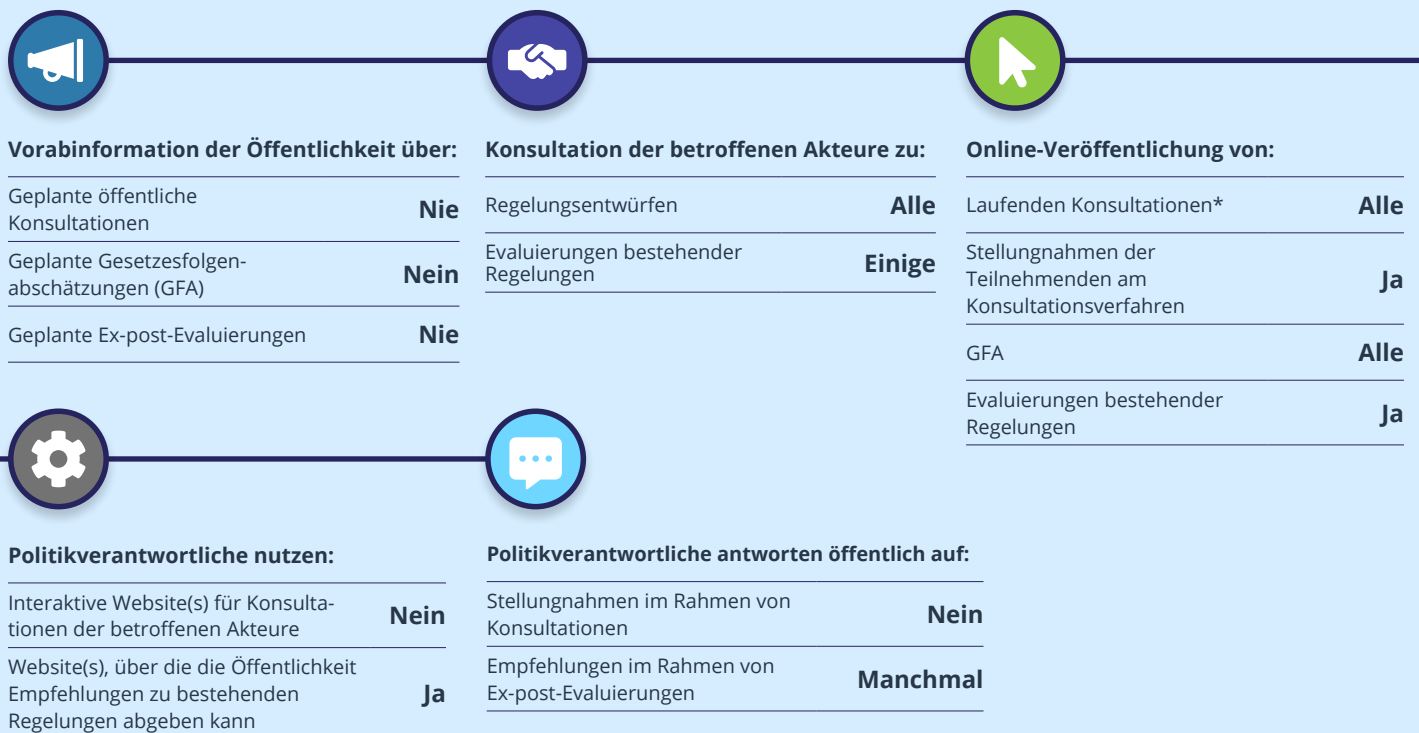 Vorabinformation der Öffentlichkeit über:
Geplante öffentliche
Konsultationen
Nie
Geplante Gesetzesfolgen-
abschätzungen (GFA)
Nein
Geplante Ex-post-Evaluierungen
Nie
Konsultation der betroffenen Akteure zu:
Regelungsentwürfen
Alle
Evaluierungen bestehender
Regelungen
Einige
Online-Veröffentlichung von:
Laufenden Konsultationen*
Alle
Stellungnahmen der
Teilnehmenden am
Konsultationsverfahren
Ja
GFA
Alle
Evaluierungen bestehender
Regelungen
Ja
Politikverantwortliche nutzen:
Interaktive Website(s) für Konsulta-
tionen der betroffenen Akteure
Nein
Website(s), über die die Öffentlichkeit
Empfehlungen zu bestehenden
Regelungen abgeben kann
Ja
Politikverantwortliche antworten öffentlich auf:
Stellungnahmen im Rahmen von
Konsultationen
Nein
Empfehlungen im Rahmen von
Ex-post-Evaluierungen
Manchmal